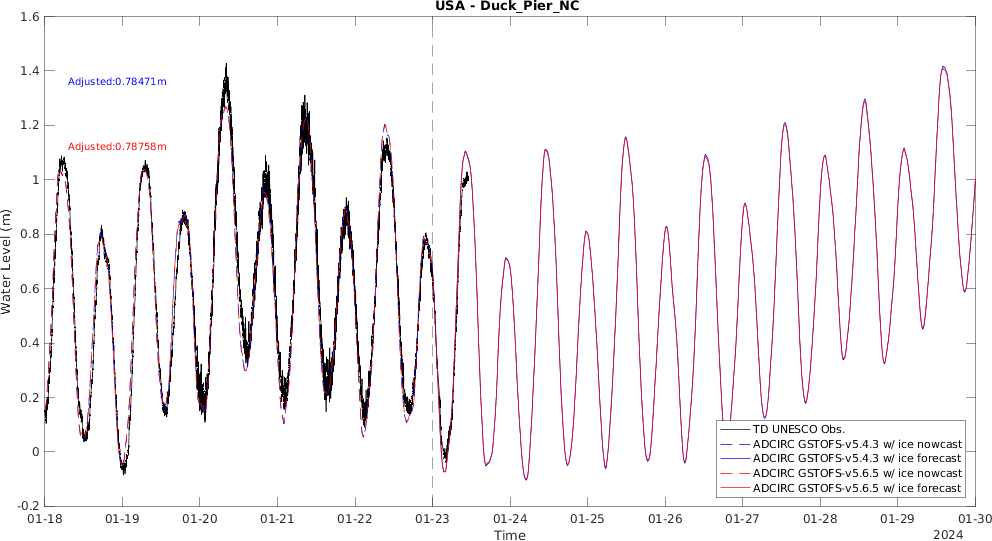 USA - Duck_Pier_NC
1.6
1.4
1.2
1
0.8
0.6
0.4
0.2
0
-0.2
Water Level (m)
Adjusted:0.78471m
Adjusted:0.78758m
TD UNESCO Obs.
ADCIRC GSTOFS-v5.4.3 w/ ice nowcast
ADCIRC GSTOFS-v5.4.3 w/ ice forecast
ADCIRC GSTOFS-v5.6.5 w/ ice nowcast
ADCIRC GSTOFS-v5.6.5 w/ ice forecast
01-18 01-19 01-20 01-21 01-22 01-23 01-24 01-25 01-26 01-27 01-28 01-29 01-30
Time
2024